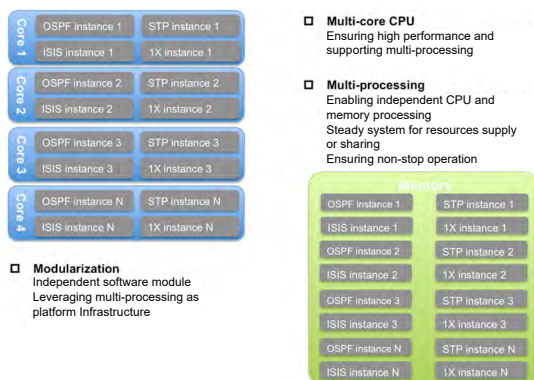 Core 1
OSPF instance 1
STP instance 1
ISIS instance 1
1X instance 1
Core 2
OSPF instance 2
STP instance 2
ISIS instance 2
1X instance 2
Core 3
OSPF instance 3
STP instance 3
ISIS instance 3
1X instance 3
Core 4
OSPF instance N
STP instance N
ISIS instance N
1X instance N
Modularization
Independent software module
Leveraging multi-processing as
platform Infrastructure
Multi-core CPU
Ensuring high performance and
supporting multi-processing
Multi-processing
Enabling independent CPU and
memory processing
Steady system for resources supply
or sharing
Ensuring non-stop operation
Memory
OSPF instance 1
STP instance 1
ISIS instance 1
1X instance 1
OSPF instance 2
STP instance 2
ISIS instance 2
1X instance 2
OSPF instance 3
STP instance 3
ISIS instance 3
1X instance 3
OSPF instance N
STP instance N
ISIS instance N
1X instance N